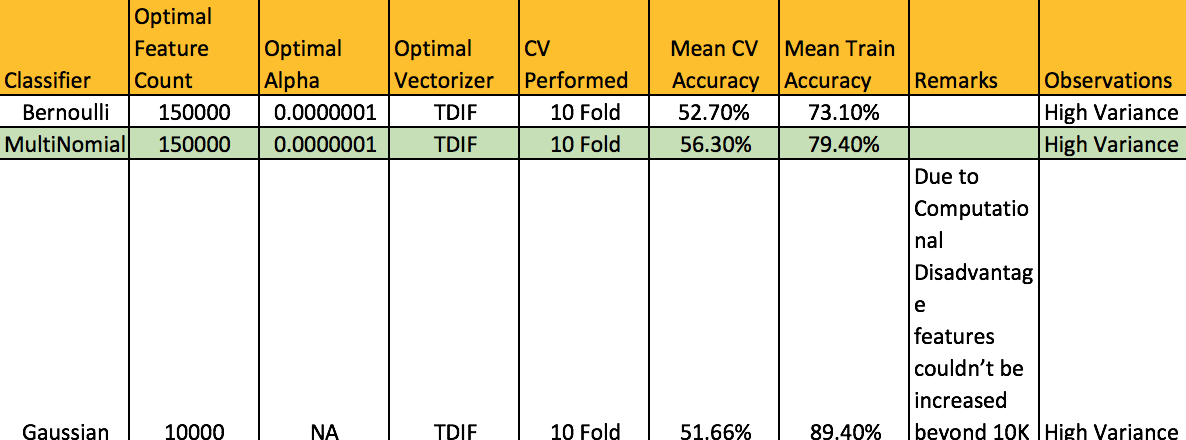 Classifier Optimal Feature Count Optimal Alpha Optimal Vectorizer CV Performed Mean CV Accuracy Mean Train Accuracy Remarks Observations
Bernoulli 150000 0.0000001 TDIF 10 Fold 52.70% 73.10% High Variance
MultiNomial 150000 0.0000001 TDIF 10 Fold 56.30% 79.40% High Variance
Due to
Computatio
nal
Disadvantag
e
features
couldn't be
increased
Gaussian 10000 NA TDIF 10 Fold 51.66% 89.40% beyond 10K High Variance